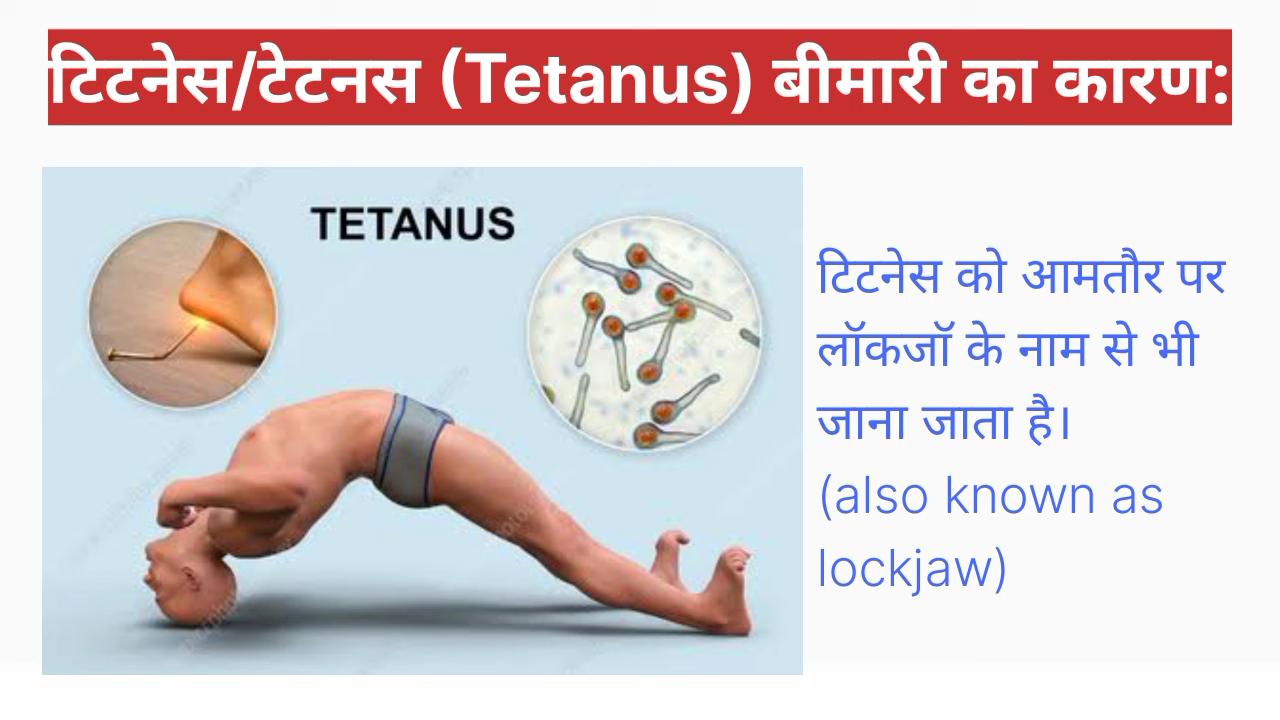 टिटनेस/टेटनस (Tetanus) बीमारी का कारण:
TETANUS
टिटनेस को आमतौर पर
लॉकजॉ के नाम से भी
जाना जाता है।
(also known as
lockjaw)